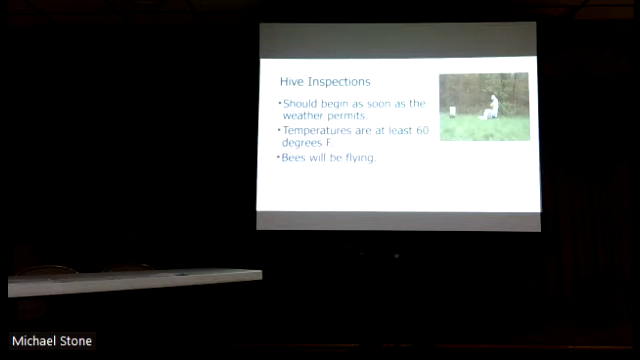 Hive Inspections
•Should begin as soon as the
weather permits.
•Temperatures are at least 60
degrees F.
•Bees will be flying.
Michael Stone